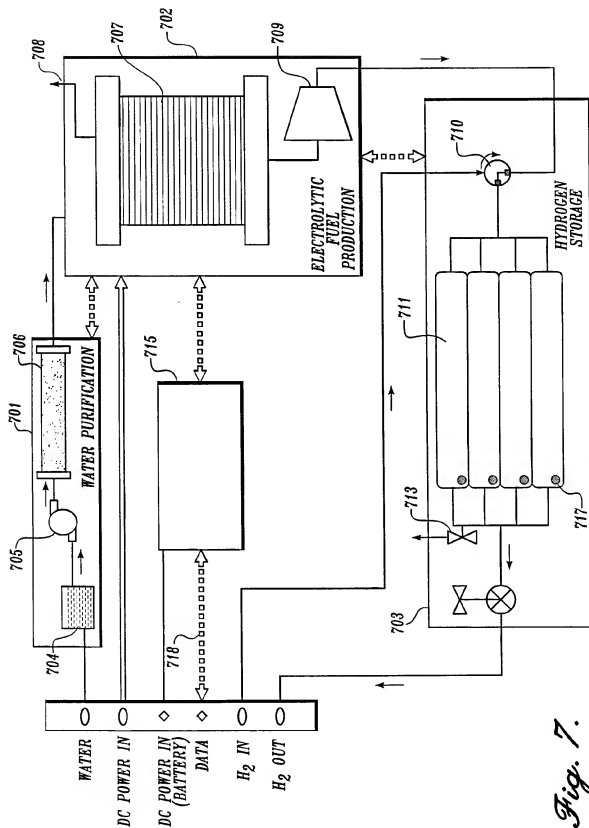 708
707
702
709
701
706
WATER PURIFICATION
705
704
ELECTROLYTIC
FUEL
PRODUCTION
715
718
710
HYDROGEN
STORAGE
711
713
717
703
WATER
DC POWER IN
DC POWER IN
(BATTERY)
DATA
H2 IN
H2 OUT
Fig. 7.